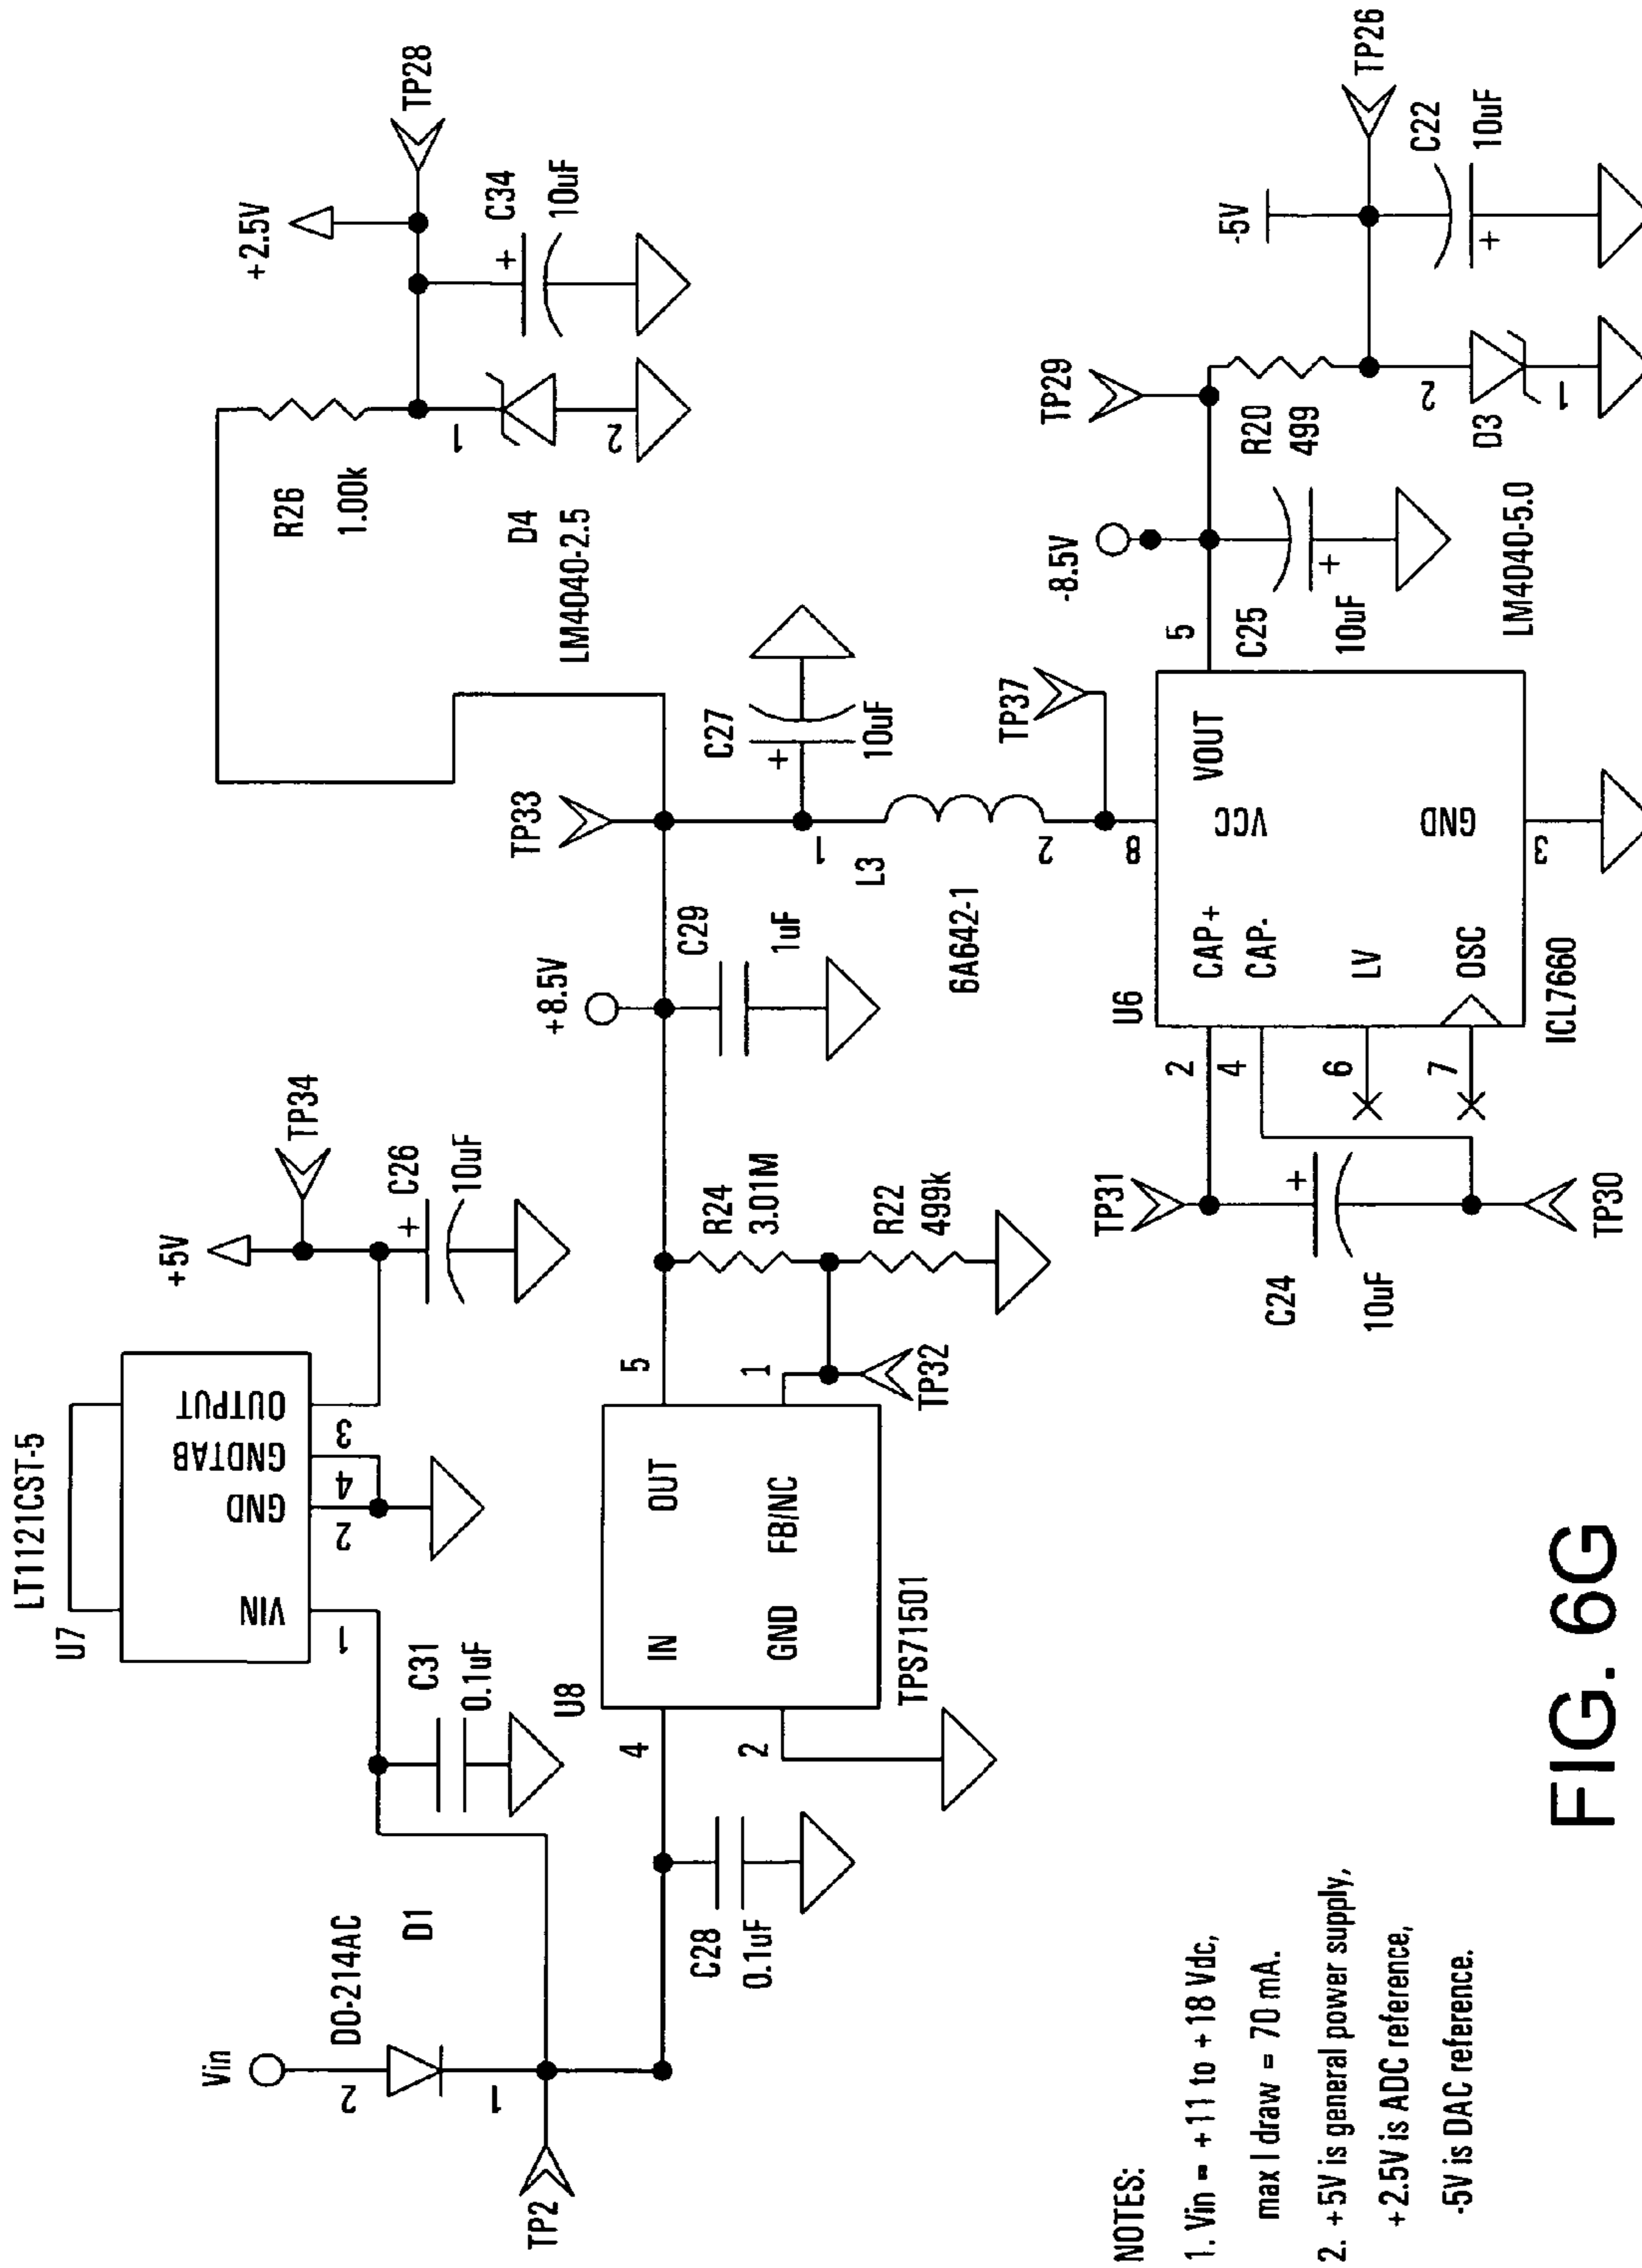 Vin
2
DO-214AC
D1
1
TP2
LT1121CST-5
U7
VIN
GND
GNDTAB
OUTPUT
1
2
4
3
C31
0.1uF
+5V
TP34
C26
10uF
U8
4
IN
OUT
5
2
GND
FB/NC
1
TPS71501
C28
0.1uF
TP32
R24
3.01M
R22
499k
+8.5V
C29
1uF
TP33
C27
+
10uF
1
L3
2
6A642-1
TP37
R26
1.00k
D4
LM4040-2.5
1
2
+2.5V
TP28
C34
+
10uF
U6
8
VCC
VOUT
5
2
CAP+
4
CAP-
6
LV
7
OSC
GND
3
ICL7660
TP31
+
C24
10uF
TP30
-8.5V
C25
+
10uF
TP29
R20
499
2
D3
1
LM4040-5.0
-5V
TP26
C22
+
10uF
+
NOTES:
1. Vin = +11 to +18 Vdc,
max I draw = 70 mA.
2. +5V is general power supply,
+2.5V is ADC reference,
-5V is DAC reference.
FIG. 6G